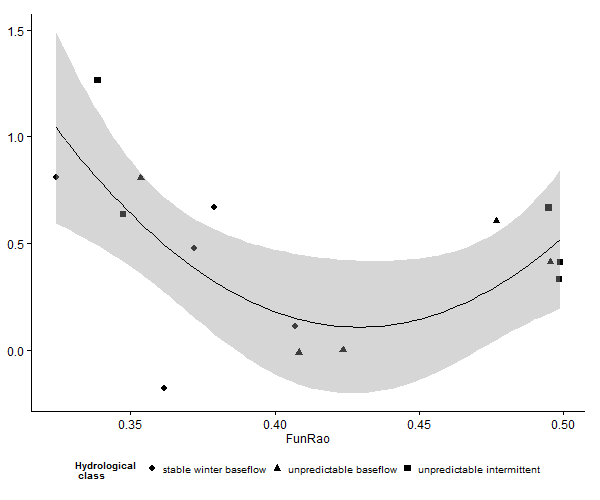 1.5
1.0
0.5
0.0
0.35 0.40 0.45 0.50
FunRao
Hydrological
class
stable winter baseflow unpredictable baseflow unpredictable intermittent